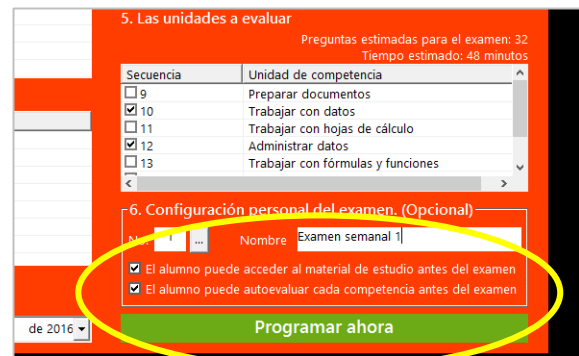 5. Las unidades a evaluar
Preguntas estimadas para el examen: 32
Tiempo estimado: 48 minutos
Secuencia Unidad de competencia
9 Preparar documentos
10 Trabajar con datos
11 Trabajar con hojas de cálculo
12 Administrar datos
13 Trabajar con fórmulas y funciones
6. Configuración personal del examen. (Opcional)
No. 1 ... Nombre Examen semanal 1
El alumno puede acceder al material de estudio antes del examen
El alumno puede autoevaluar cada competencia antes del examen
de 2016 Programar ahora